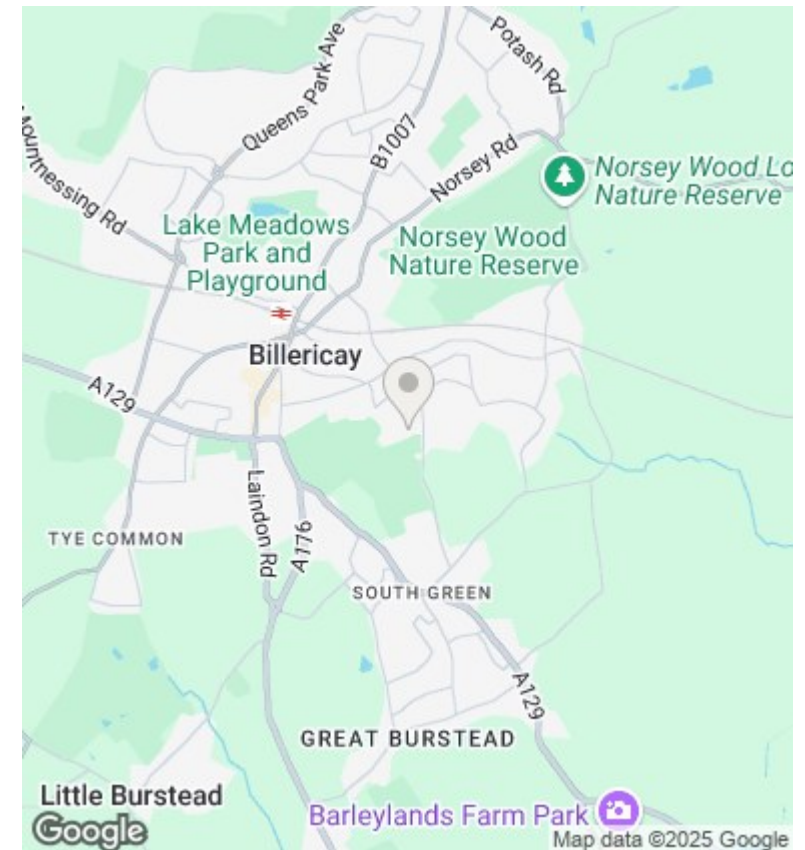 Queens Park Ave
Potash Rd
B1007
Norsey Rd
Mountnessing Rd
Norsey Wood Lo
Nature Reserve
Lake Meadows
Park and
Playground
Norsey Wood
Nature Reserve
Billericay
A129
Laindon Rd
A176
TYE COMMON
SOUTH GREEN
A129
GREAT BURSTEAD
Little Burstead
Barleylands Farm Park
Google
Map data ©2025 Google